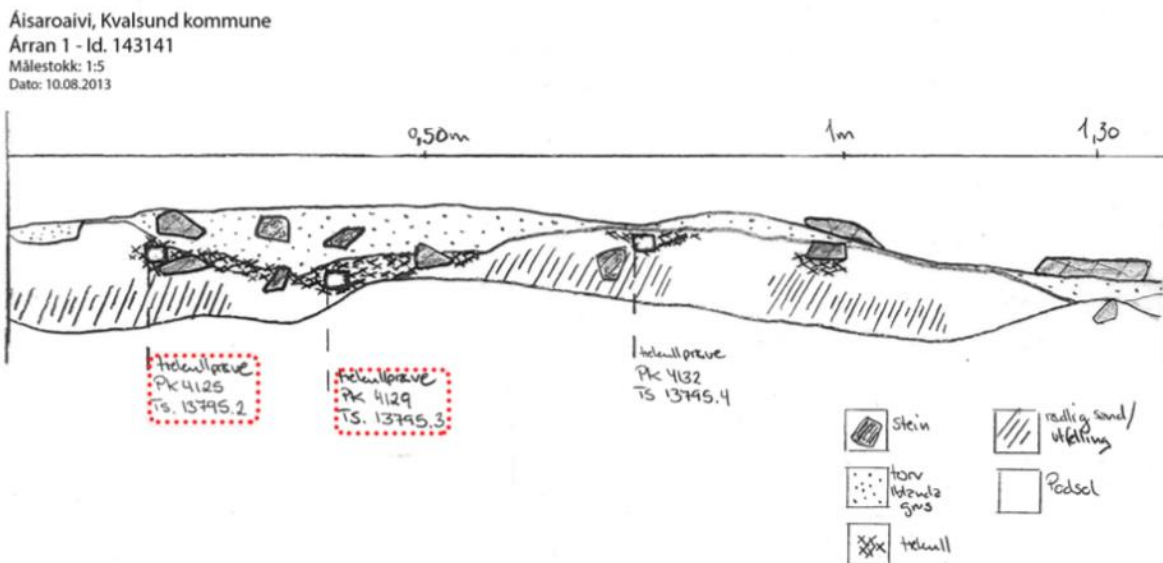 Áisaroaivi, Kvalsund kommune
Árran 1 - Id. 143141
Målestokk: 1:5
Dato: 10.08.2013
0,50m
1m
1,30
trekullprøve
PK 4125
Ts. 13795.2
trekullprøve
PK 4129
Ts. 13795.3
trekullprøve
PK 4132
TS 13795.4
stein
rødlig sand/
utfelling
torv
iblanda
grus
Podsol
trekull